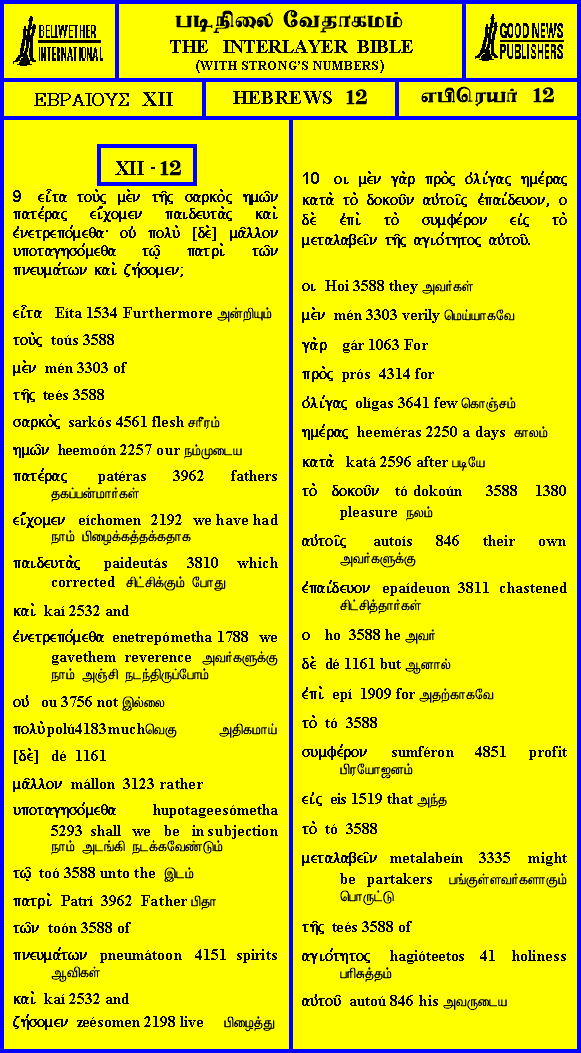 BELLWETHER
INTERNATIONAL
படிநிலை வேதாகமம்
THE INTERLAYER BIBLE
(WITH STRONG'S NUMBERS)
GOOD NEWS
PUBLISHERS
ΕΒΡΑΙΟΥΣ XII
HEBREWS 12
எபிரெயர் 12
XII - 12
9 εἶτα τοὺς μὲν τῆς σαρκὸς ημῶν
πατέρας εἴχομεν παιδευτὰς καὶ
ἐνετρεπόμεθα· οὐ πολὺ [δὲ] μᾶλλον
υποταγησόμεθα τῷ πατρὶ τῶν
πνευμάτων καὶ ζήσομεν;
εἶτα Eíta 1534 Furthermore அன்றியும்
τοὺς toús 3588
μὲν mén 3303 of
τῆς teés 3588
σαρκὸς sarkós 4561 flesh சரீரம்
ημῶν heemoón 2257 our நம்முடைய
πατέρας patéras 3962 fathers
தகப்பன்மார்கள்
εἴχομεν eíchomen 2192 we have had
நாம் பிழைக்கத்தக்கதாக
παιδευτὰς paideutás 3810 which
corrected சிட்சிக்கும் போது
καὶ kaí 2532 and
ἐνετρεπόμεθα enetrepómetha 1788 we
gavethem reverence அவர்களுக்கு
நாம் அஞ்சி நடந்திருப்போம்
οὐ ou 3756 not இல்லை
πολὺ polú4183muchவெகு அதிகமாய்
[δὲ] dé 1161
μᾶλλον mállon 3123 rather
υποταγησόμεθα hupotageesómetha
5293 shall we be in subjection
நாம் அடங்கி நடக்கவேண்டும்
τῷ toó 3588 unto the இடம்
πατρὶ Patrí 3962 Father பிதா
τῶν toón 3588 of
πνευμάτων pneumátoon 4151 spirits
ஆவிகள்
καὶ kaí 2532 and
ζήσομεν zeésomen 2198 live பிழைத்து
10 οι μὲν γὰρ πρὸς ὀλίγας ημέρας
κατὰ τὸ δοκοῦν αὐτοῖς ἐπαίδευον, ο
δὲ ἐπὶ τὸ συμφέρον εἰς τὸ
μεταλαβεῖν τῆς αγιότητος αὐτοῦ.
οι Hoi 3588 they அவர்கள்
μὲν mén 3303 verily மெய்யாகவே
γὰρ gár 1063 For
πρὸς prós 4314 for
ὀλίγας olígas 3641 few கொஞ்சம்
ημέρας heeméras 2250 a days காலம்
κατὰ katá 2596 after படியே
τὸ δοκοῦν tó dokoún 3588 1380
pleasure நலம்
αὐτοῖς autoís 846 their own
அவர்களுக்கு
ἐπαίδευον epaídeuon 3811 chastened
சிட்சித்தார்கள்
ο ho 3588 he அவர்
δὲ dé 1161 but ஆனால்
ἐπὶ epí 1909 for அதற்காகவே
τὸ tó 3588
συμφέρον sumféron 4851 profit
பிரயோஜனம்
εἰς eis 1519 that அந்த
τὸ tó 3588
μεταλαβεῖν metalabeín 3335 might
be partakers பங்குள்ளவர்களாகும்
பொருட்டு
τῆς teés 3588 of
αγιότητος hagióteetos 41 holiness
பரிசுத்தம்
αὐτοῦ autoú 846 his அவருடைய